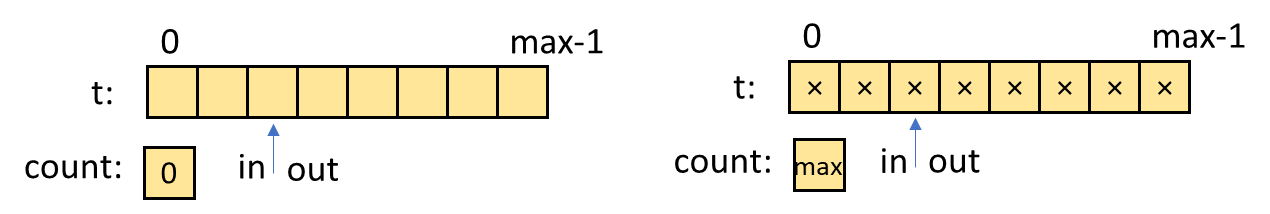 0 max-1
t:
count: 0 in out
0 max-1
t: × × × × × × × ×
count: max in out